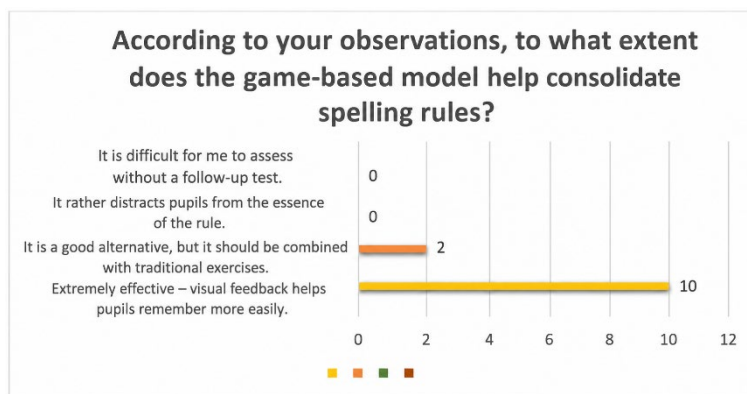 According to your observations, to what extent
does the game-based model help consolidate
spelling rules?
It is difficult for me to assess
without a follow-up test.
0
It rather distracts pupils from the essence
of the rule.
0
It is a good alternative, but it should be combined
with traditional exercises.
2
Extremely effective – visual feedback helps
pupils remember more easily.
10
0 2 4 6 8 10 12